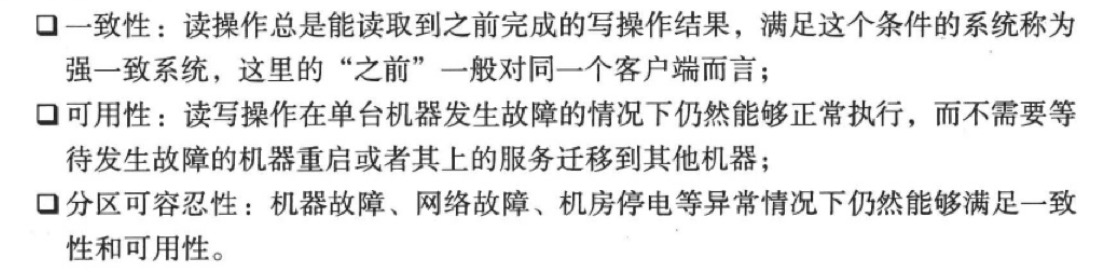 ❑一致性：读操作总是能读取到之前完成的写操作结果，满足这个条件的系统称为
强一致系统，这里的“之前”一般对同一个客户端而言；
❑可用性：读写操作在单台机器发生故障的情况下仍然能够正常执行，而不需要等
待发生故障的机器重启或者其上的服务迁移到其他机器；
❑分区可容忍性：机器故障、网络故障、机房停电等异常情况下仍然能够满足一致
性和可用性。